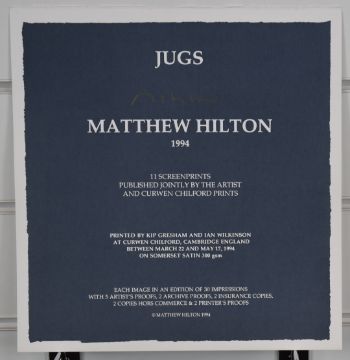 JUGS
MATTHEW HILTON
1994
11 SCREENPRINTS
PUBLISHED JOINTLY BY THE ARTIST
AND CURWEN CHILFORD PRINTS
PRINTED BY KIP GRESHAM AND IAN WILKINSON
AT CURWEN CHILFORD, CAMBRIDGE ENGLAND
BETWEEN MARCH 22 AND MAY 17, 1994
ON SOMERSET SATIN 300 gsm
EACH IMAGE IN AN EDITION OF 30 IMPRESSIONS
WITH 5 ARTIST'S PROOFS, 2 ARCHIVE PROOFS, 2 INSURANCE COPIES,
2 COPIES HORS COMMERCE & 2 PRINTER'S PROOFS
© MATTHEW HILTON 1994